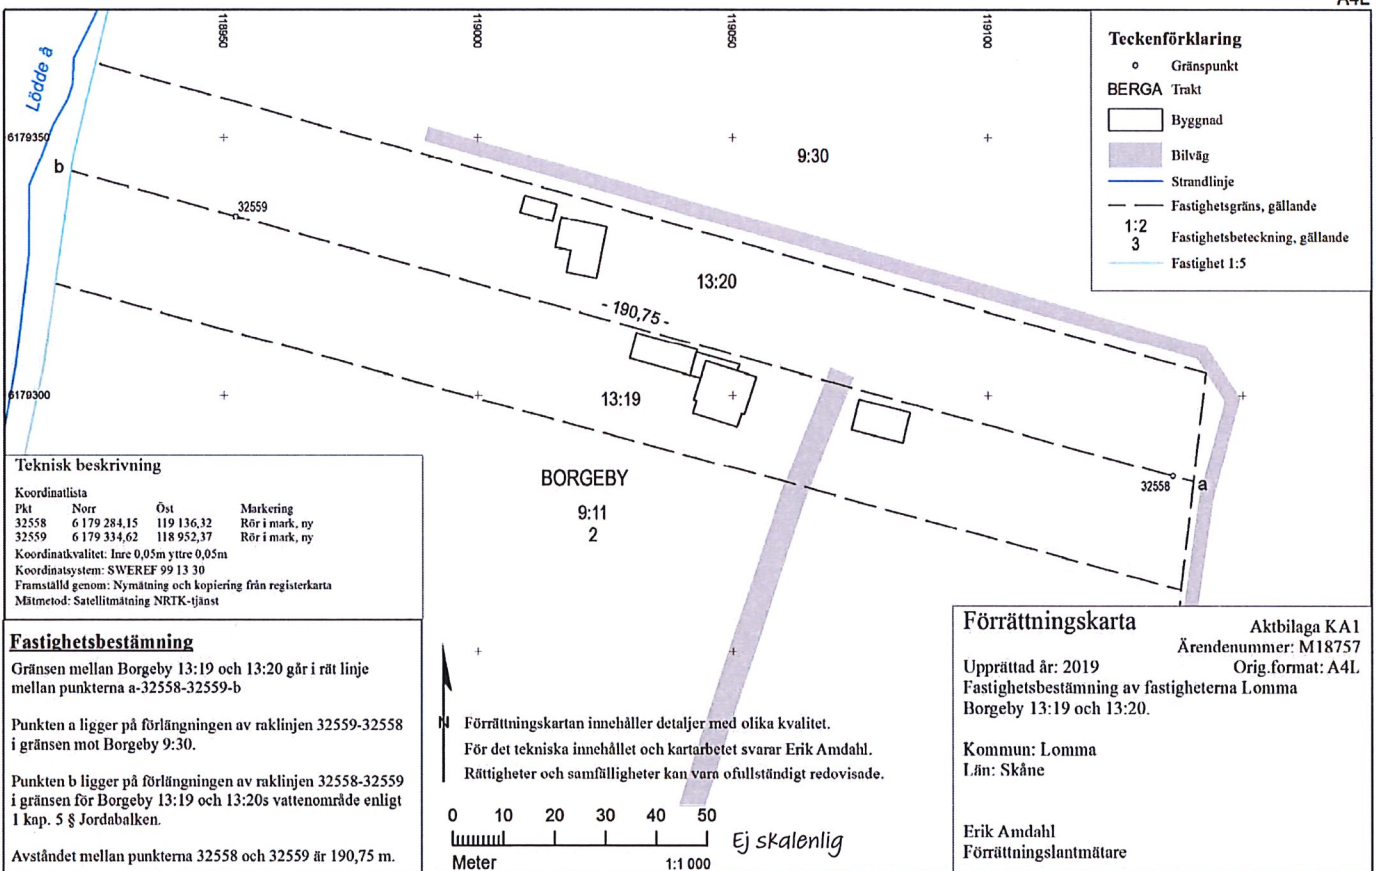 A4L
118950
119000
119050
119100
Lödde å
6179350
b
32559
9:30
13:20
- 190,75 -
6179300
13:19
BORGEBY
9:11
2
32558
a
Teckenförklaring
Gränspunkt
BERGA Trakt
Byggnad
Bilväg
Strandlinje
Fastighetsgräns, gällande
1:2
3
Fastighetsbeteckning, gällande
Fastighet 1:5
Teknisk beskrivning
Koordinatlista
Pkt Norr Öst Markering
32558 6 179 284,15 119 136,32 Rör i mark, ny
32559 6 179 334,62 118 952,37 Rör i mark, ny
Koordinatkvalitet: Inre 0,05m yttre 0,05m
Koordinatsystem: SWEREF 99 13 30
Framställd genom: Nymätning och kopiering från registerkarta
Mätmetod: Satellitmätning NRTK-tjänst
Fastighetsbestämning
Gränsen mellan Borgeby 13:19 och 13:20 går i rät linje
mellan punkterna a-32558-32559-b
Punkten a ligger på förlängningen av raklinjen 32559-32558
i gränsen mot Borgeby 9:30.
Punkten b ligger på förlängningen av raklinjen 32558-32559
i gränsen för Borgeby 13:19 och 13:20s vattenområde enligt
1 kap. 5 § Jordabalken.
Avståndet mellan punkterna 32558 och 32559 är 190,75 m.
N
Förrättningskartan innehåller detaljer med olika kvalitet.
För det tekniska innehållet och kartarbetet svarar Erik Amdahl.
Rättigheter och samfälligheter kan vara ofullständigt redovisade.
0 10 20 30 40 50
Meter 1:1 000
Ej skalenlig
Förrättningskarta
Aktbilaga KA1
Ärendenummer: M18757
Upprättad år: 2019 Orig.format: A4L
Fastighetsbestämning av fastigheterna Lomma
Borgeby 13:19 och 13:20.
Kommun: Lomma
Län: Skåne
Erik Amdahl
Förrättningslantmätare